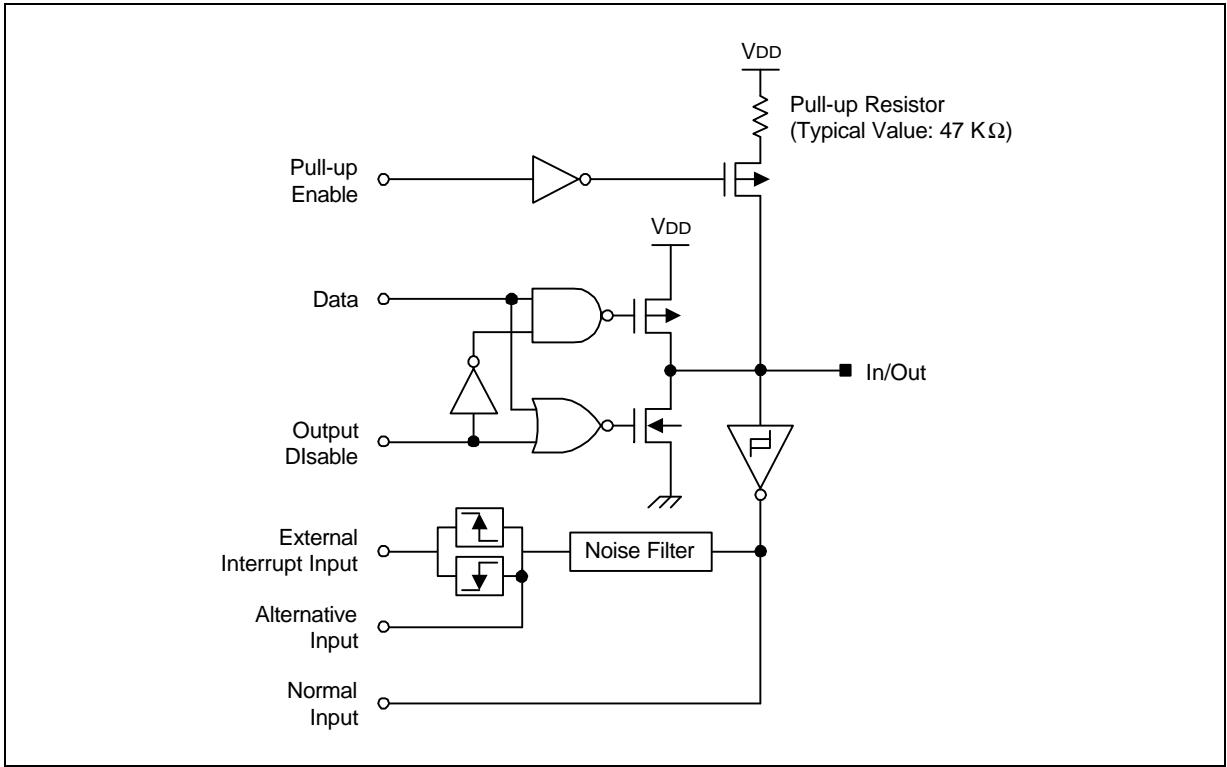 VDD
Pull-up Resistor
(Typical Value: 47 KΩ)
Pull-up
Enable
VDD
Data
In/Out
Output
DIsable
External
Interrupt Input
Noise Filter
Alternative
Input
Normal
Input